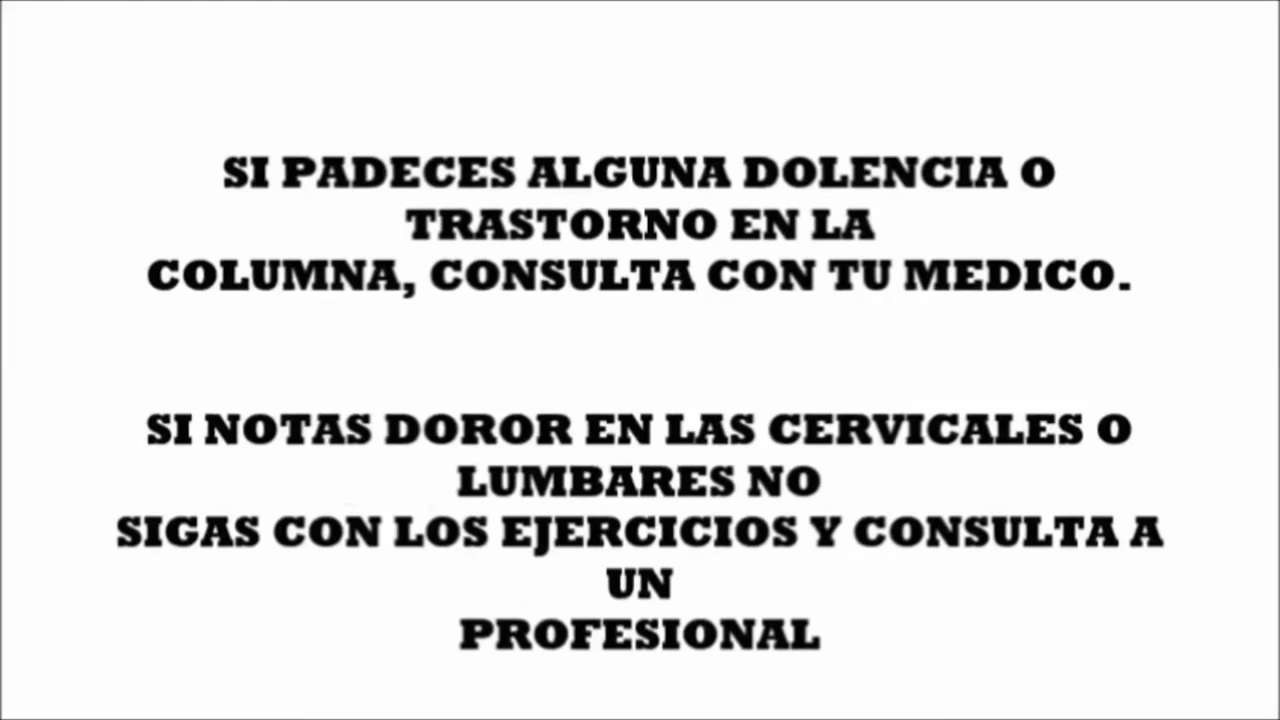 SI PADECES ALGUNA DOLENCIA O
TRASTORNO EN LA
COLUMNA, CONSULTA CON TU MEDICO.
SI NOTAS DOROR EN LAS CERVICALES O
LUMBARES NO
SIGAS CON LOS EJERCICIOS Y CONSULTA A
UN
PROFESIONAL